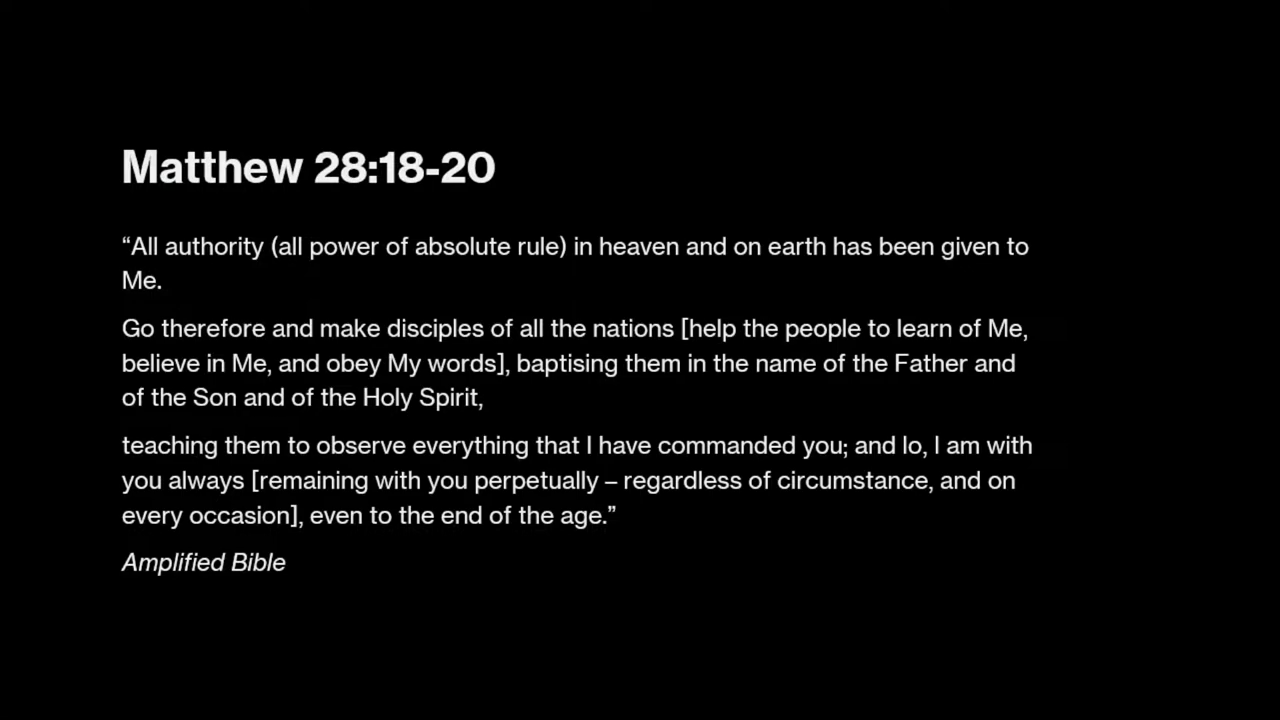 Matthew 28:18-20
“All authority (all power of absolute rule) in heaven and on earth has been given to
Me.
Go therefore and make disciples of all the nations [help the people to learn of Me,
believe in Me, and obey My words], baptising them in the name of the Father and
of the Son and of the Holy Spirit,
teaching them to observe everything that I have commanded you; and lo, I am with
you always [remaining with you perpetually – regardless of circumstance, and on
every occasion], even to the end of the age.”
Amplified Bible